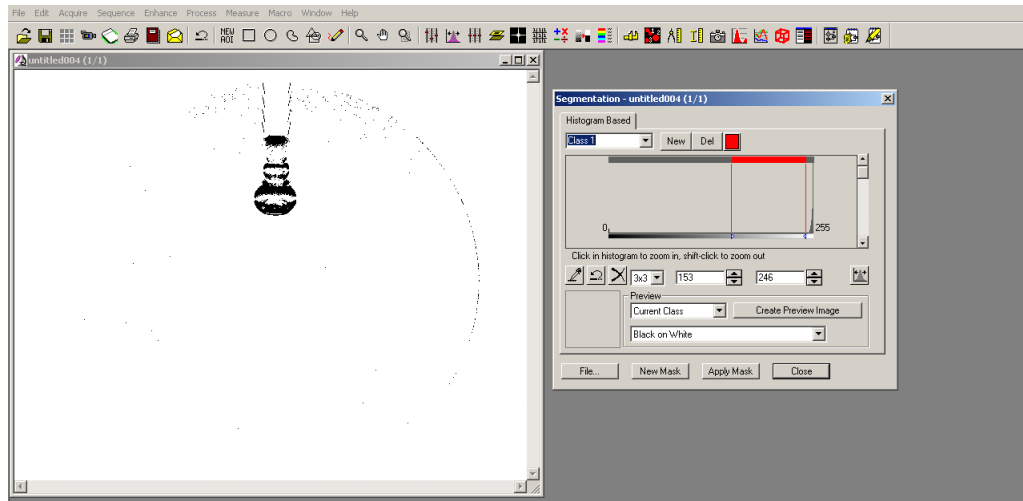 File Edit Acquire Sequence Enhance Process Measure Macro Window Help
NEW AOI
untitled004 (1/1)
Segmentation - untitled004 (1/1)
Histogram Based
Class 1 New Del
0 255
Click in histogram to zoom in, shift-click to zoom out
3x3 153 246
Preview
Current Class Create Preview Image
Black on White
File... New Mask Apply Mask Close